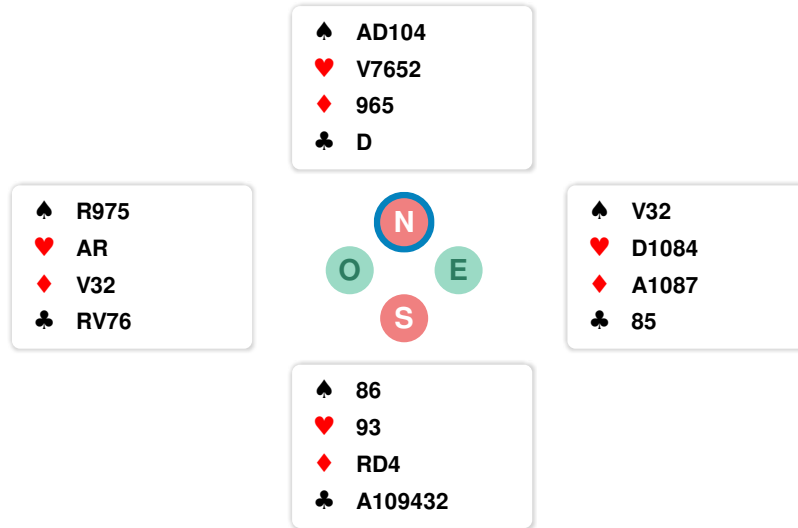 ♠ AD104
♥ V7652
♦ 965
♣ D
♠ R975
♥ AR
♦ V32
♣ RV76
N
O E
S
♠ V32
♥ D1084
♦ A1087
♣ 85
♠ 86
♥ 93
♦ RD4
♣ A109432